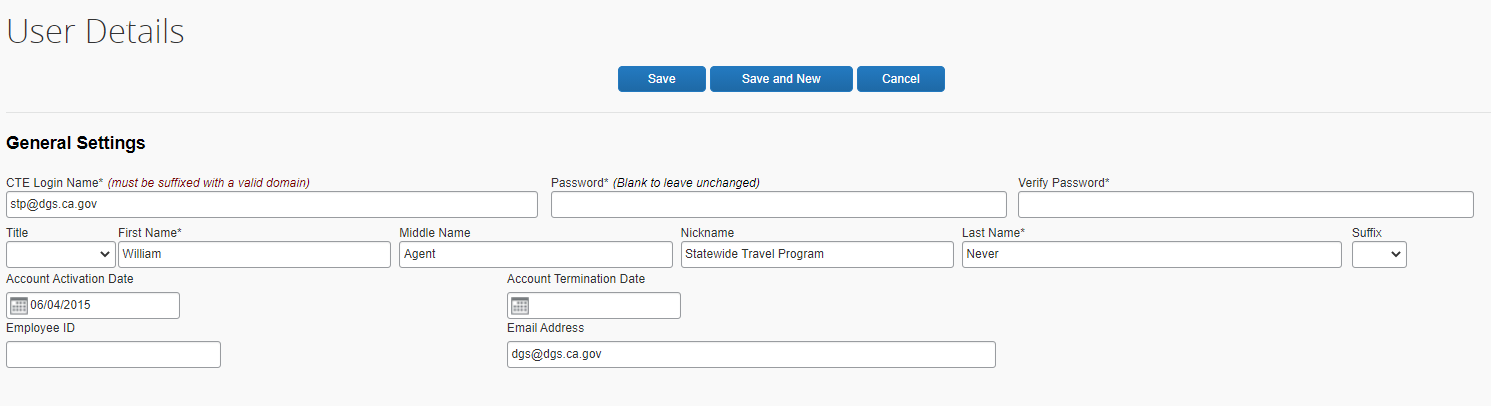 User Details
Save Save and New Cancel
General Settings
CTE Login Name* (must be suffixed with a valid domain) Password* (Blank to leave unchanged) Verify Password*
stp@dgs.ca.gov
Title First Name* Middle Name Nickname Last Name* Suffix
William Agent Statewide Travel Program Never
Account Activation Date Account Termination Date
06/04/2015
Employee ID Email Address
dgs@dgs.ca.gov